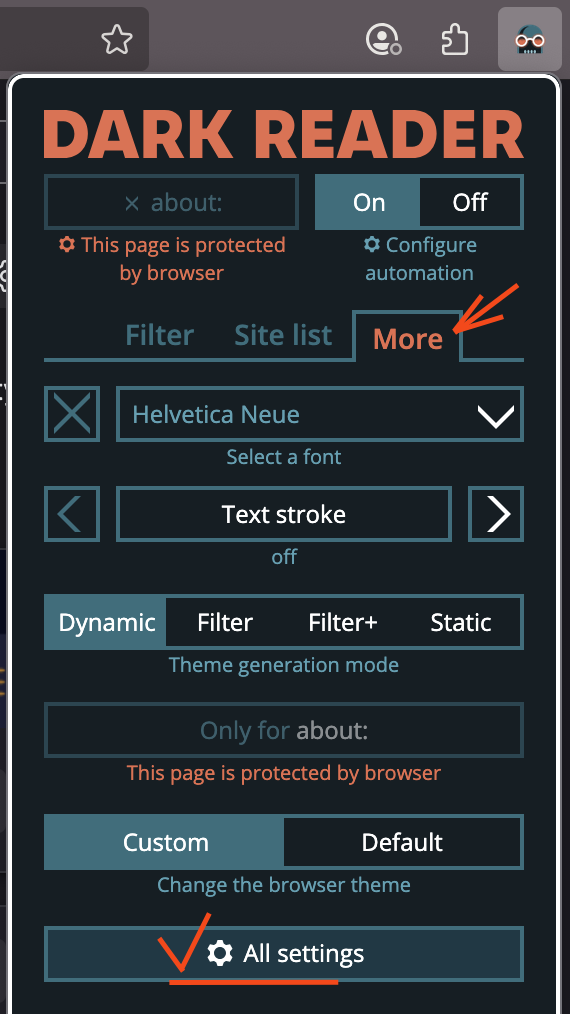 DARK READER
about:
On
Off
This page is protected
by browser
Configure
automation
Filter
Site list
More
Helvetica Neue
Select a font
Text stroke
off
Dynamic
Filter
Filter+
Static
Theme generation mode
Only for about:
This page is protected by browser
Custom
Default
Change the browser theme
All settings